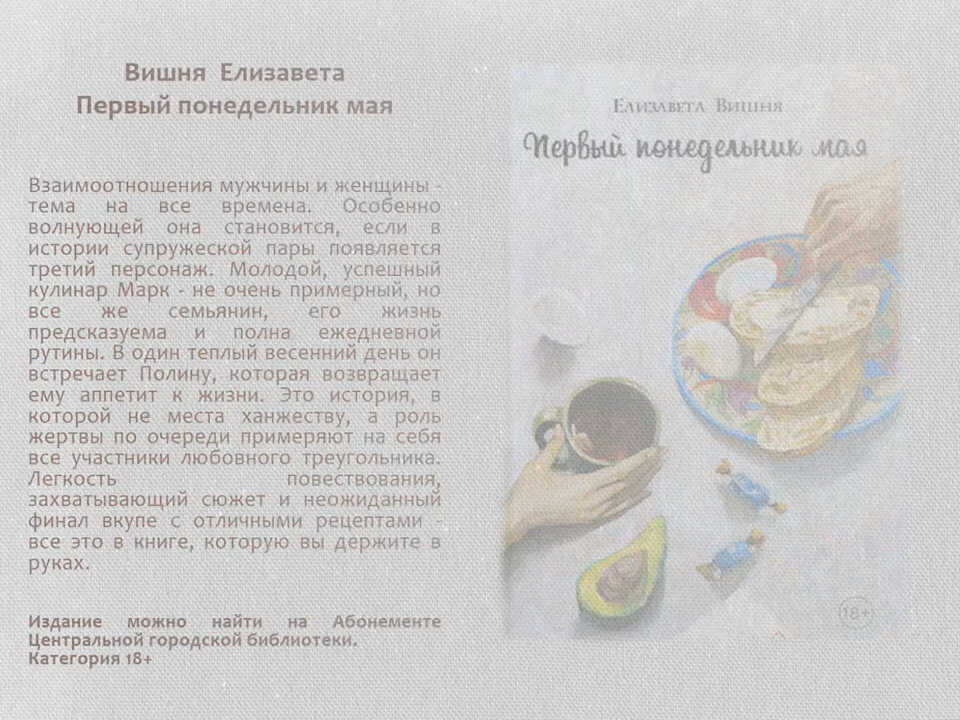 Вишня Елизавета
Первый понедельник мая
Взаимоотношения мужчины и женщины -
тема на все времена. Особенно
волнующей она становится, если в
истории супружеской пары появляется
третий персонаж. Молодой, успешный
кулинар Марк - не очень примерный, но
все же семьянин, его жизнь
предсказуема и полна ежедневной
рутины. В один теплый весенний день он
встречает Полину, которая возвращает
ему аппетит к жизни. Это история, в
которой не места ханжеству, а роль
жертвы по очереди примеряют на себя
все участники любовного треугольника.
Легкость повествования,
захватывающий сюжет и неожиданный
финал вкупе с отличными рецептами -
все это в книге, которую вы держите в
руках.
Издание можно найти на Абонементе
Центральной городской библиотеки.
Категория 18+
Елизавета Вишня
Первый понедельник мая
18+